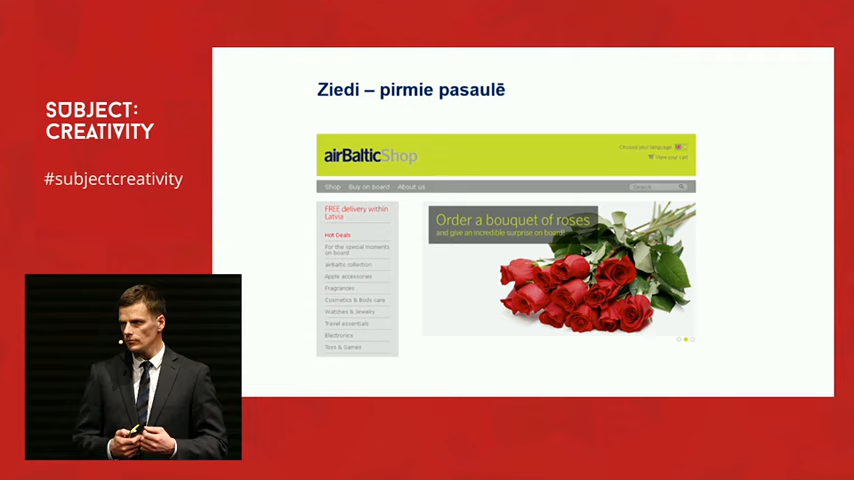 SUBJECT:
CREATIVITY
#subjectcreativity
Ziedi – pirmie pasaulē
airBalticShop
Choose your language
View your cart
Shop Buy on board About us
Search
FREE delivery within
Latvia
Hot Deals
For the special moments
on board
airBaltic collection
Apple accessories
Fragrances
Cosmetics & Body care
Watches & Jewelry
Travel essentials
Electronics
Toys & Games
Order a bouquet of roses
and give an incredible surprise on board!